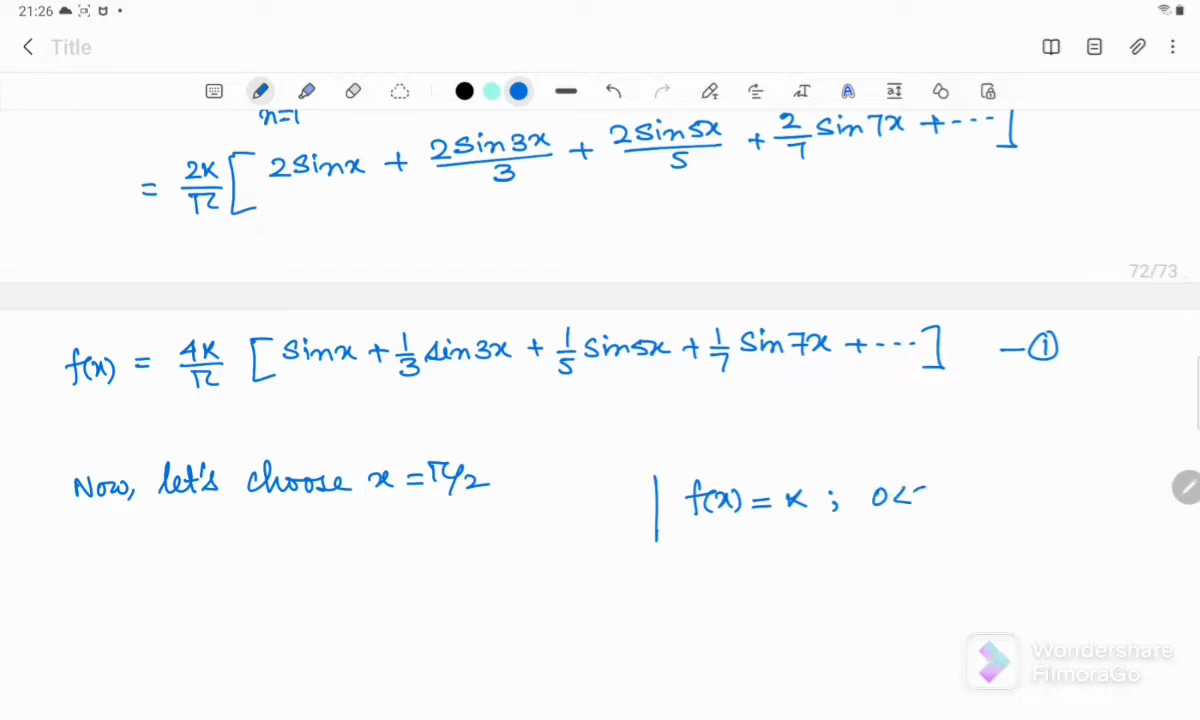 21:26
Title
n=1
= 2K/π [ 2sinx + 2sin3x/3 + 2sin5x/5 + 2/7 sin7x + --- ]
72/73
f(x) = 4K/π [ sinx + 1/3 sin3x + 1/5 sin5x + 1/7 sin7x + --- ] — ①
Now, let's choose x = π/2
f(x) = K ; 0<
Wondershare
FilmoraGo